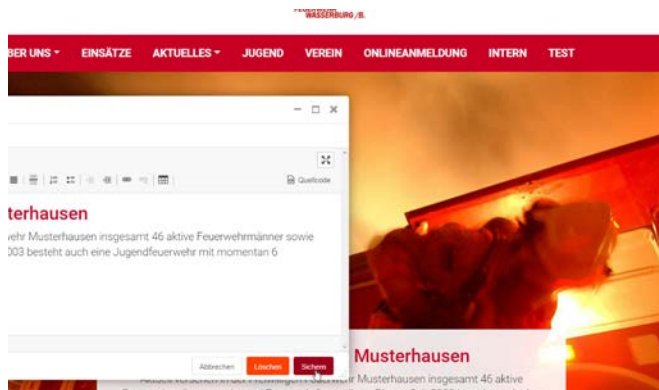 WASSERBURG /B.
BER UNS EINSÄTZE AKTUELLES JUGEND VEREIN ONLINEANMELDUNG INTERN TEST
Quellcode
terhausen
wehr Musterhausen insgesamt 46 aktive Feuerwehrmänner sowie
003 besteht auch eine Jugendfeuerwehr mit momentan 6
Abbrechen Löschen Sichern
Musterhausen
Musterhausen insgesamt 46 aktive